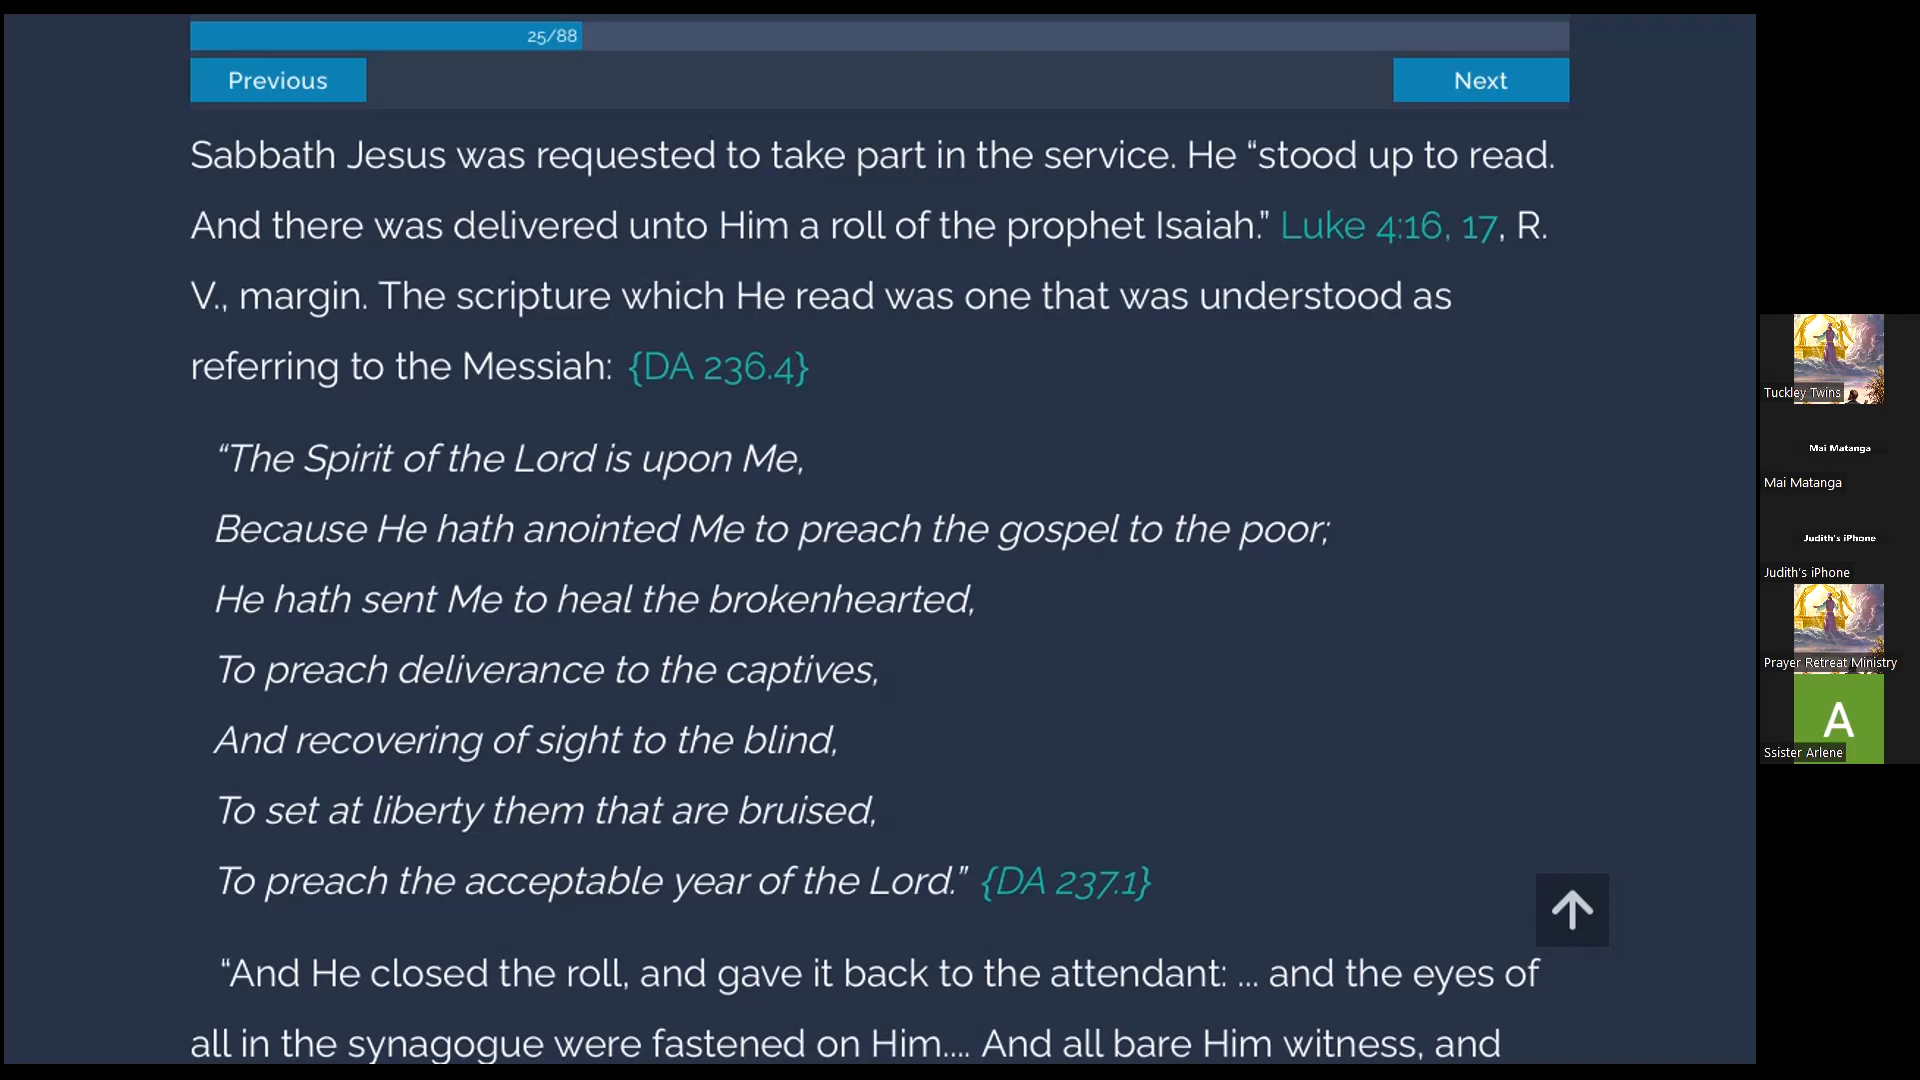 25/88
Previous
Next
Sabbath Jesus was requested to take part in the service. He “stood up to read.
And there was delivered unto Him a roll of the prophet Isaiah.” Luke 4:16, 17, R.
V., margin. The scripture which He read was one that was understood as
referring to the Messiah: {DA 236.4}
“The Spirit of the Lord is upon Me,
Because He hath anointed Me to preach the gospel to the poor;
He hath sent Me to heal the brokenhearted,
To preach deliverance to the captives,
And recovering of sight to the blind,
To set at liberty them that are bruised,
To preach the acceptable year of the Lord.” {DA 237.1}
“And He closed the roll, and gave it back to the attendant: ... and the eyes of
all in the synagogue were fastened on Him.... And all bare Him witness, and
Tuckley Twins
Mai Matanga
Mai Matanga
Judith's iPhone
Judith's iPhone
Prayer Retreat Ministry
A
Ssister Arlene